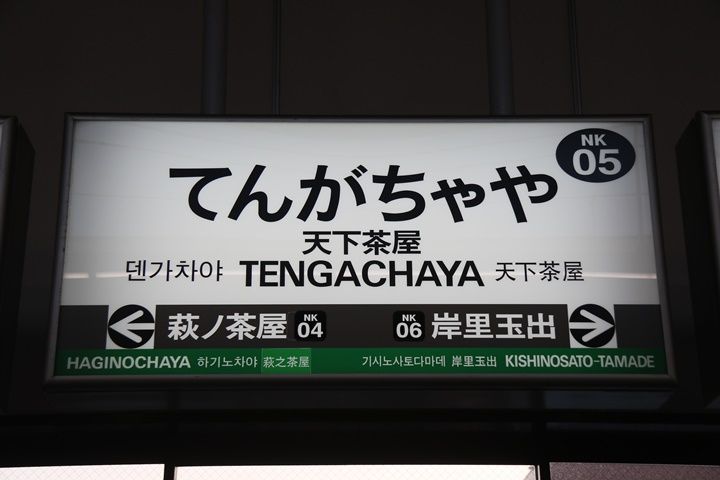 NK
05
てんがちゃや
天下茶屋
덴가차야 TENGACHAYA 天下茶屋
萩ノ茶屋 NK 04 NK 06 岸里玉出
HAGINOCHAYA 하기노차야 萩之茶屋 기시노사토다마데 岸里玉出 KISHINOSATO-TAMADE